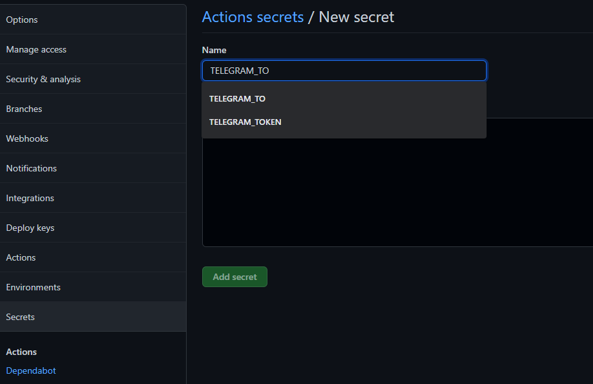 Options
Manage access
Security & analysis
Branches
Webhooks
Notifications
Integrations
Deploy keys
Actions
Environments
Secrets
Actions
Dependabot
Actions secrets / New secret
Name
TELEGRAM_TO
TELEGRAM_TO
TELEGRAM_TOKEN
Add secret